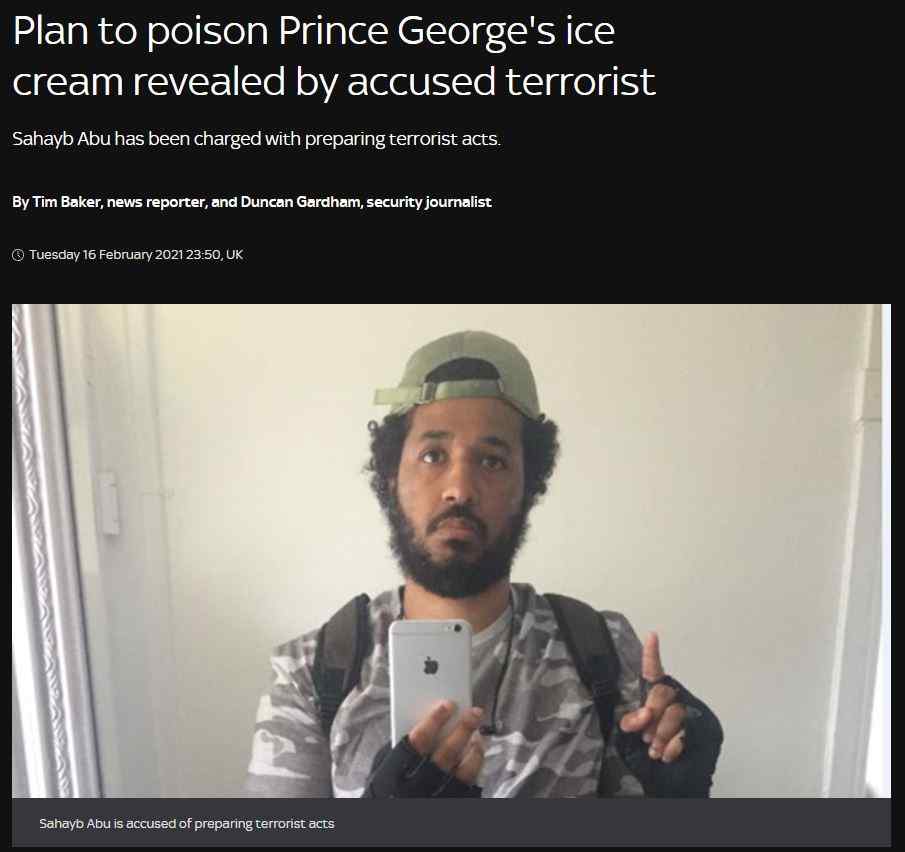 Plan to poison Prince George's ice
cream revealed by accused terrorist
Sahayb Abu has been charged with preparing terrorist acts.
By Tim Baker, news reporter, and Duncan Gardham, security journalist
Tuesday 16 February 2021 23:50, UK
Sahayb Abu is accused of preparing terrorist acts